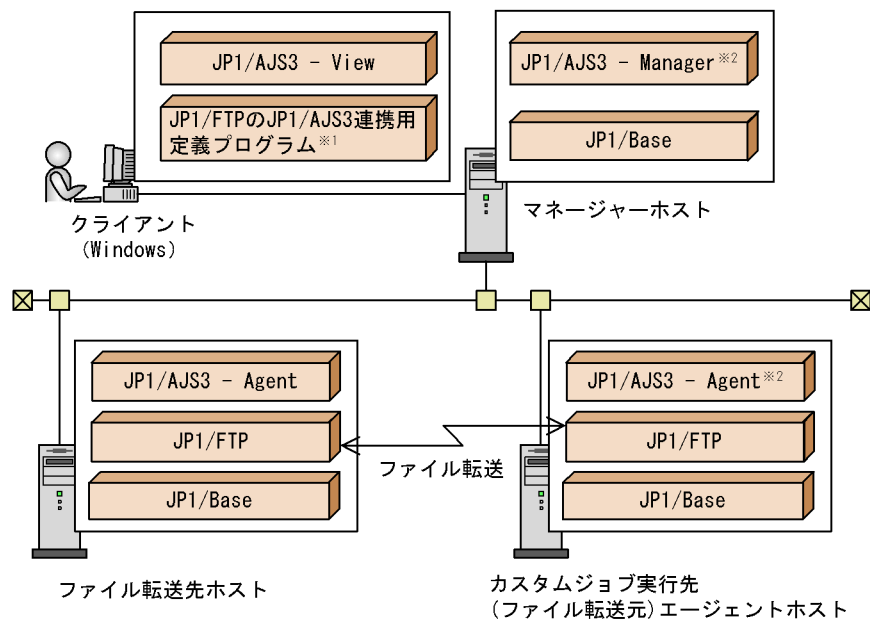 JP1/AJS3 - View
JP1/FTPのJP1/AJS3連携用
定義プログラム※1
クライアント
(Windows)
JP1/AJS3 - Manager※2
JP1/Base
マネージャーホスト
JP1/AJS3 - Agent
JP1/FTP
JP1/Base
ファイル転送先ホスト
ファイル転送
JP1/AJS3 - Agent※2
JP1/FTP
JP1/Base
カスタムジョブ実行先
(ファイル転送元)エージェントホスト